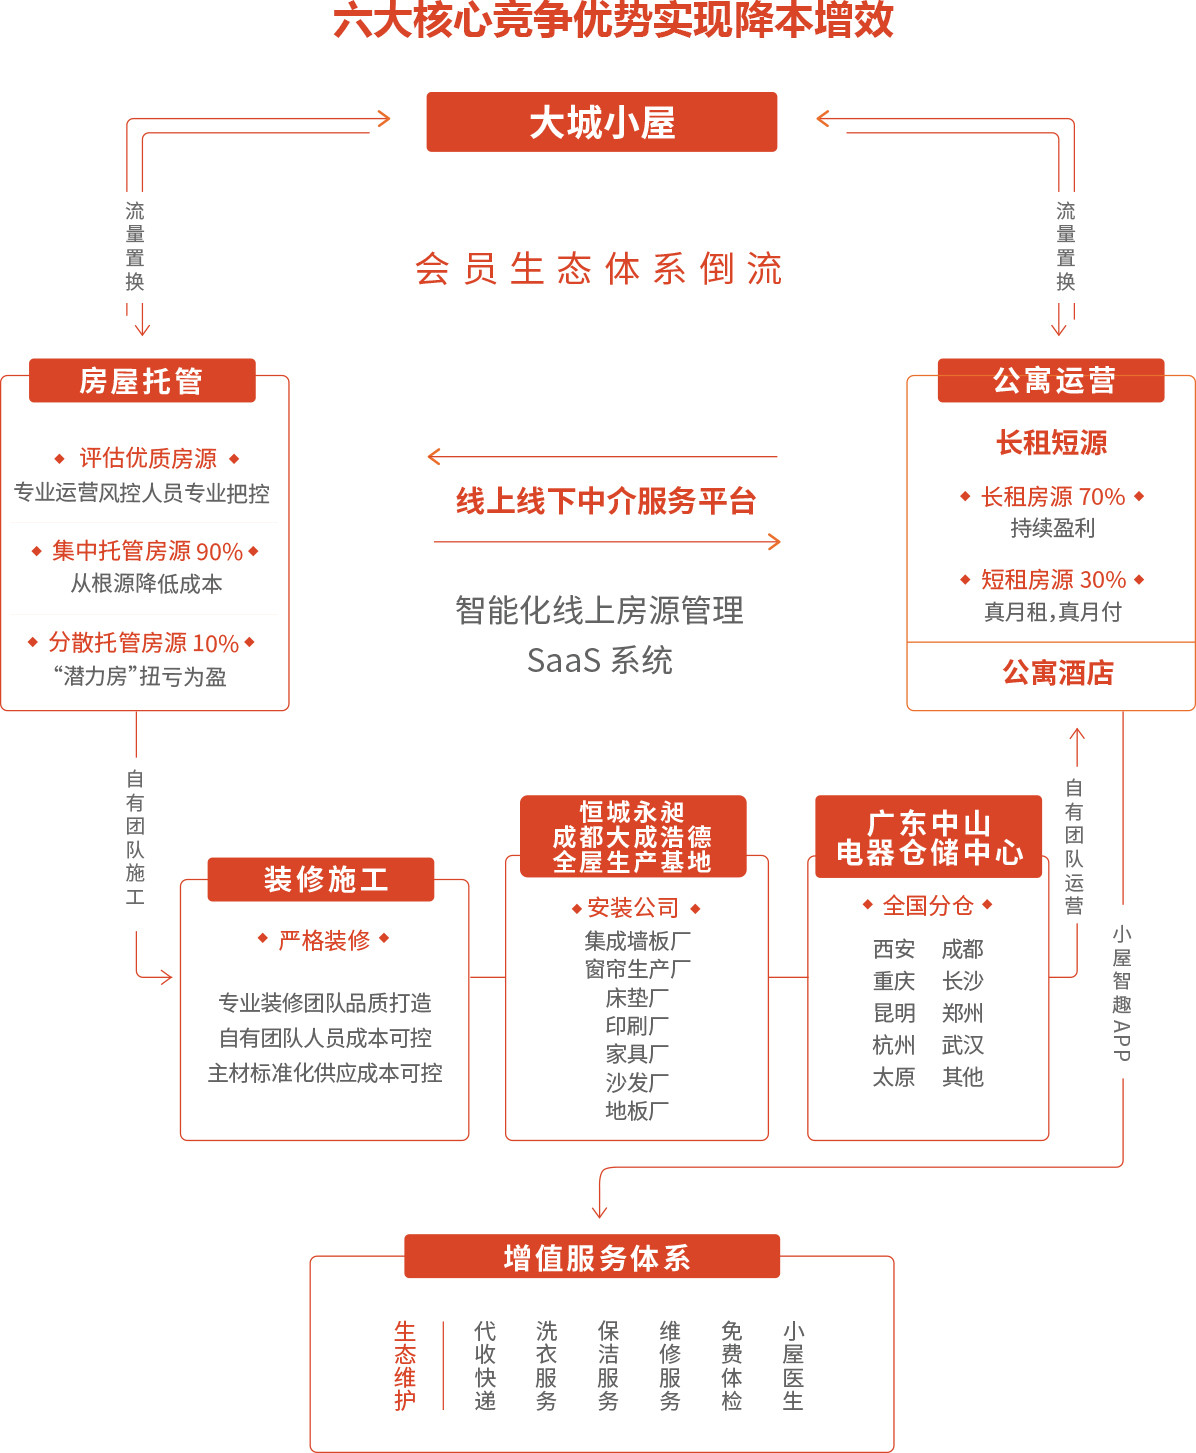 六大核心竞争优势实现降本增效
大城小屋
流量置换
流量置换
会员生态体系倒流
房屋托管
评估优质房源
专业运营风控人员专业把控
集中托管房源 90%
从根源降低成本
分散托管房源 10%
“潜力房”扭亏为盈
线上线下中介服务平台
智能化线上房源管理
SaaS 系统
公寓运营
长租短源
长租房源 70%
持续盈利
短租房源 30%
真月租，真月付
公寓酒店
自有团队施工
装修施工
严格装修
专业装修团队品质打造
自有团队人员成本可控
主材标准化供应成本可控
恒城永昶
成都大成浩德
全屋生产基地
安装公司
集成墙板厂
窗帘生产厂
床垫厂
印刷厂
家具厂
沙发厂
地板厂
广东中山
电器仓储中心
全国分仓
西安 成都
重庆 长沙
昆明 郑州
杭州 武汉
太原 其他
自有团队运营
小屋智趣APP
增值服务体系
生态维护
代收快递
洗衣服务
保洁服务
维修服务
免费体检
小屋医生